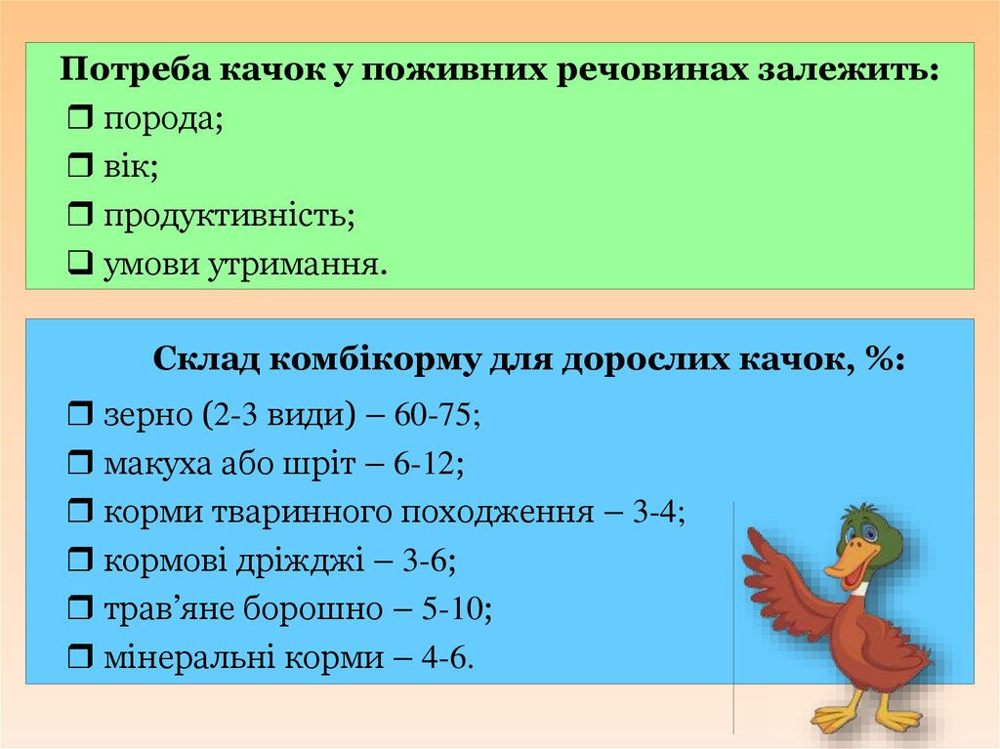 Потреба качок у поживних речовинах залежить:
❒ порода;
❒ вік;
❒ продуктивність;
❑ умови утримання.
Склад комбікорму для дорослих качок, %:
❒ зерно (2-3 види) – 60-75;
❒ макуха або шріт – 6-12;
❒ корми тваринного походження – 3-4;
❒ кормові дріжджі – 3-6;
❒ трав’яне борошно – 5-10;
❒ мінеральні корми – 4-6.